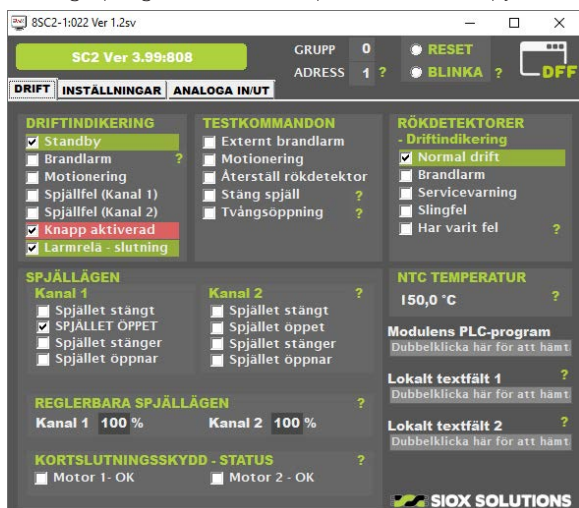 8SC2-1:022 Ver 1.2sv
SC2 Ver 3.99:808
GRUPP 0
ADRESS 1 ?
RESET
BLINKA ?
DFF
DRIFT INSTÄLLNINGAR ANALOGA IN/UT
DRIFTINDIKERING
Standby
Brandlarm ?
Motionering
Spjällfel (Kanal 1)
Spjällfel (Kanal 2)
Knapp aktiverad
Larmrelä - slutning
TESTKOMMANDON
Externt brandlarm
Motionering
Återställ rökdetektor
Stäng spjäll ?
Tvångsöppning ?
RÖKDETEKTORER
- Driftindikering
Normal drift
Brandlarm
Servicevarning
Slingfel
Har varit fel ?
SPJÄLLÄGEN
Kanal 1
Spjället stängt
SPJÄLLET ÖPPET
Spjället stänger
Spjället öppnar
Kanal 2 ?
Spjället stängt
Spjället öppet
Spjället stänger
Spjället öppnar
NTC TEMPERATUR
150,0 °C ?
Modulens PLC-program
Dubbelklicka här för att hämt
Lokalt textfält 1 ?
Dubbelklicka här för att hämt
Lokalt textfält 2 ?
Dubbelklicka här för att hämt
REGLERBARA SPJÄLLÄGEN ?
Kanal 1 100 % Kanal 2 100 %
KORTSLUTNINGSSKYDD - STATUS ?
Motor 1- OK Motor 2 - OK
SIOX SOLUTIONS